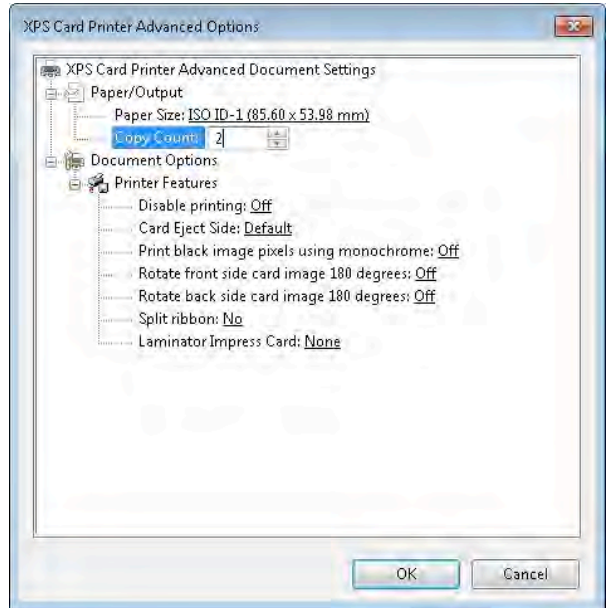 XPS Card Printer Advanced Options
XPS Card Printer Advanced Document Settings
Paper/Output
Paper Size: ISO ID-1 (85.60 x 53.98 mm)
Copy Count: 2
Document Options
Printer Features
Disable printing: Off
Card Eject Side: Default
Print black image pixels using monochrome: Off
Rotate front side card image 180 degrees: Off
Rotate back side card image 180 degrees: Off
Split ribbon: No
Laminator Impress Card: None
OK Cancel